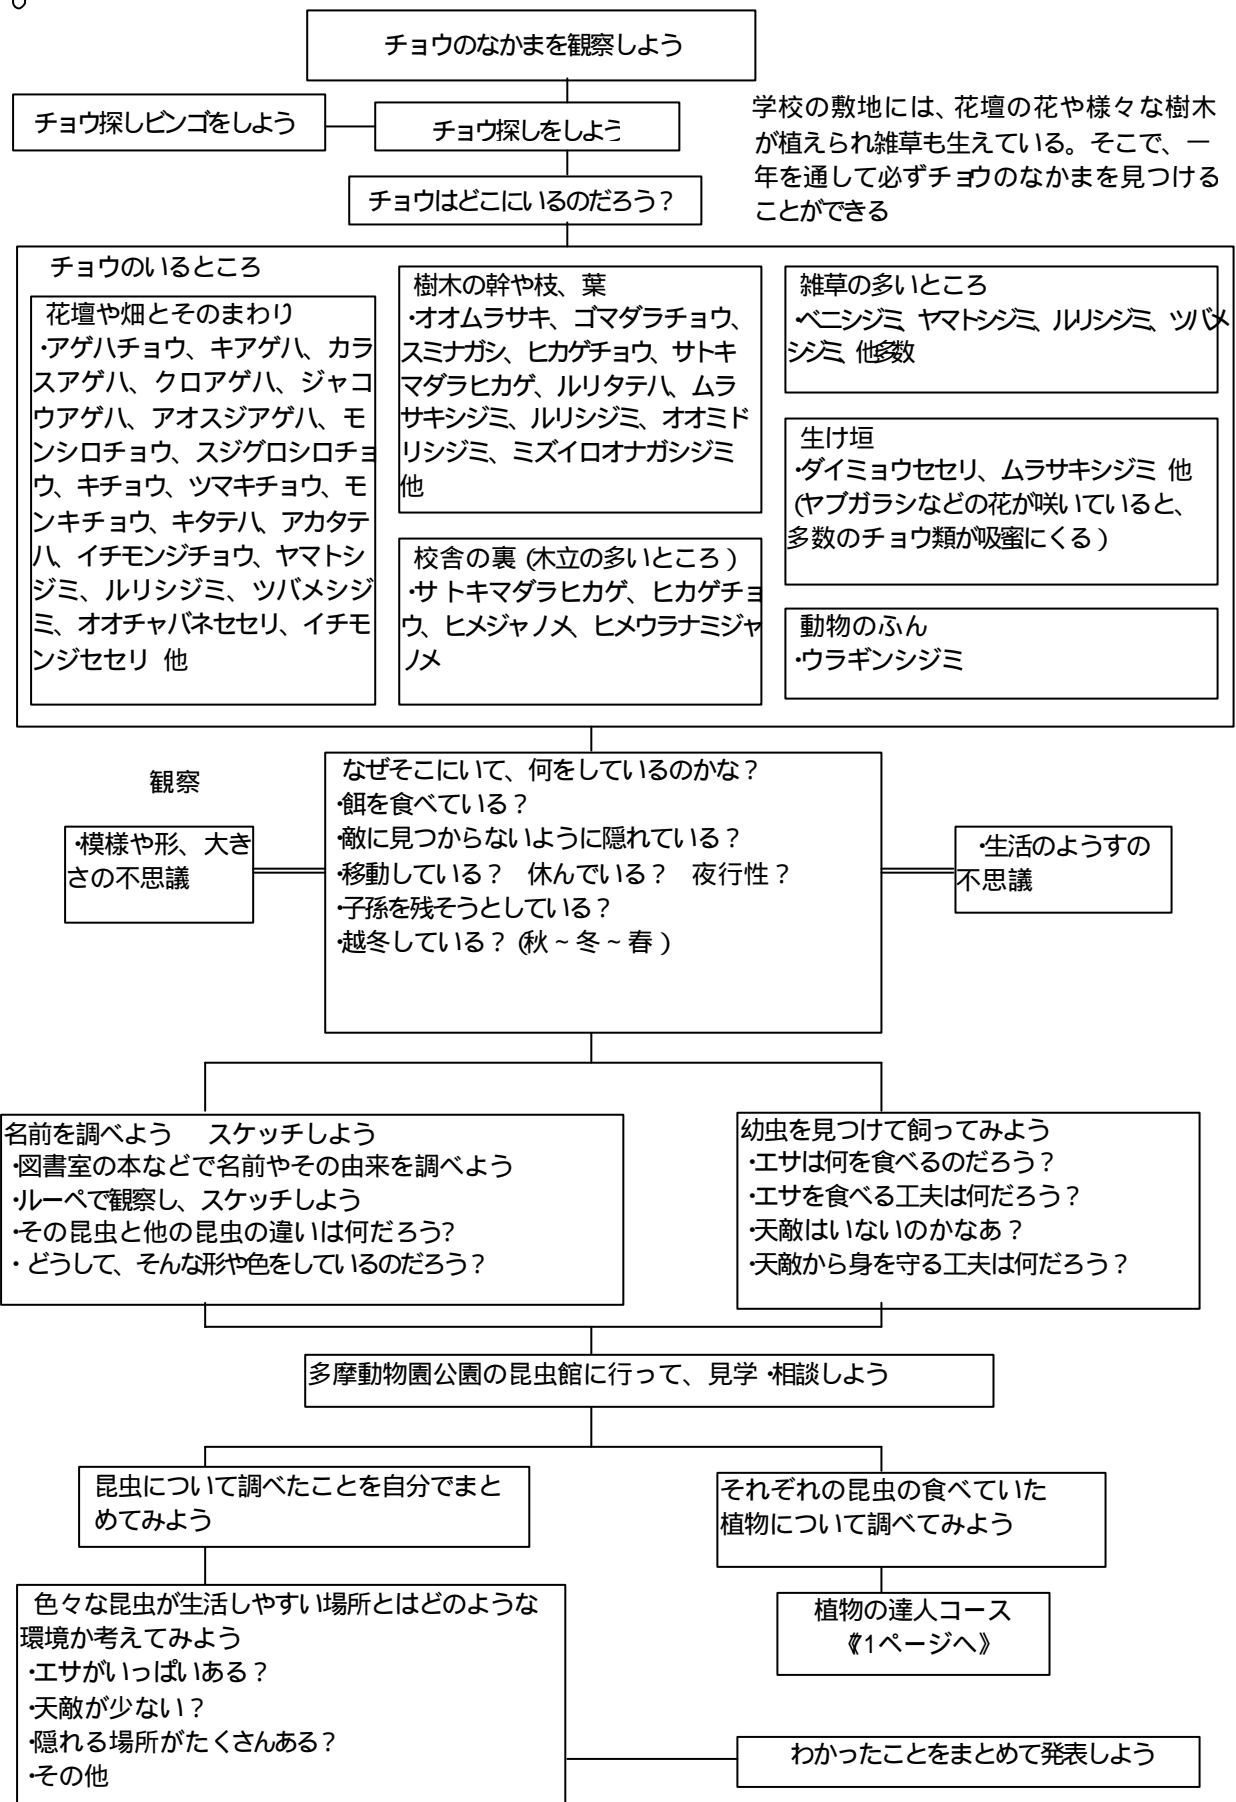 チョウのなかまを観察しよう
チョウ探しビンゴをしよう
チョウ探しをしよう
学校の敷地には、花壇の花や様々な樹木
が植えられ雑草も生えている。そこで、一
年を通して必ずチョウのなかまを見つける
ことができる
チョウはどこにいるのだろう？
チョウのいるところ
花壇や畑とそのまわり
・アゲハチョウ、キアゲハ、カラ
スアゲハ、クロアゲハ、ジャコ
ウアゲハ、アオスジアゲハ、モ
ンシロチョウ、スジグロシロチョ
ウ、キチョウ、ツマキチョウ、モ
ンキチョウ、キタテハ、アカタテ
ハ、イチモンジチョウ、ヤマトシ
ジミ、ルリシジミ、ツバメシジ
ミ、オオチャバネセセリ、イチモ
ンジセセリ 他
樹木の幹や枝、葉
・オオムラサキ、ゴマダラチョウ、
スミナガシ、ヒカゲチョウ、サトキ
マダラヒカゲ、ルリタテハ、ムラ
サキシジミ、ルリシジミ、オオミド
リシジミ、ミズイロオナガシジミ
他
校舎の裏（木立の多いところ）
・サトキマダラヒカゲ、ヒカゲチョ
ウ、ヒメジャノメ、ヒメウラナミジャ
ノメ
雑草の多いところ
・ベニシジミ、ヤマトシジミ、ルリシジミ、ツバメ
シジミ、他多数
生け垣
・ダイミョウセセリ、ムラサキシジミ 他
（ヤブガラシなどの花が咲いていると、
多数のチョウ類が吸蜜にくる）
動物のふん
・ウラギンシジミ
観察
・模様や形、大き
さの不思議
なぜそこにいて、何をしているのかな？
・餌を食べている？
・敵に見つからないように隠れている？
・移動している？　休んでいる？　夜行性？
・子孫を残そうとしている？
・越冬している？（秋～冬～春）
・生活のようすの
不思議
名前を調べよう　スケッチしよう
・図書室の本などで名前やその由来を調べよう
・ルーペで観察し、スケッチしよう
・その昆虫と他の昆虫の違いは何だろう?
・どうして、そんな形や色をしているのだろう？
幼虫を見つけて飼ってみよう
・エサは何を食べるのだろう？
・エサを食べる工夫は何だろう？
・天敵はいないのかなあ？
・天敵から身を守る工夫は何だろう？
多摩動物園公園の昆虫館に行って、見学・相談しよう
昆虫について調べたことを自分でまと
めてみよう
それぞれの昆虫の食べていた
植物について調べてみよう
色々な昆虫が生活しやすい場所とはどのような
環境か考えてみよう
・エサがいっぱいある？
・天敵が少ない？
・隠れる場所がたくさんある？
・その他
植物の達人コース
《1ページへ》
わかったことをまとめて発表しよう